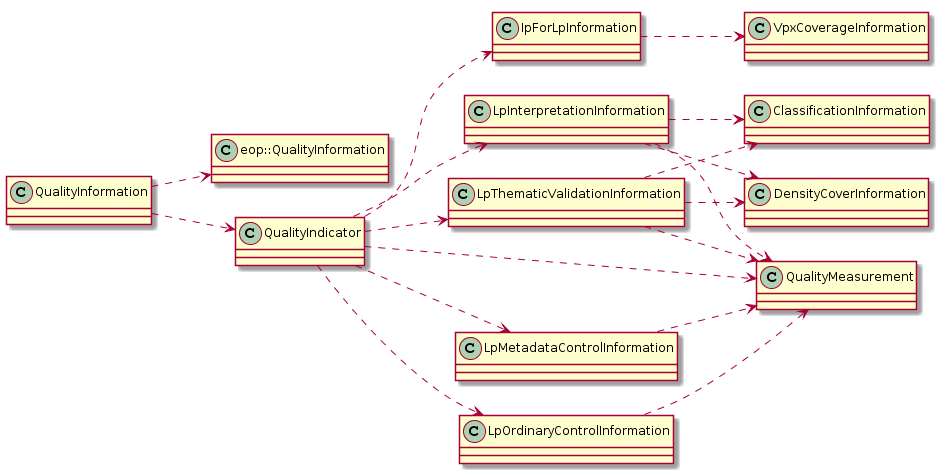 C IpForLpInformation
C VpxCoverageInformation
C LpInterpretationInformation
C ClassificationInformation
C eop::QualityInformation
C QualityInformation
C LpThematicValidationInformation
C DensityCoverInformation
C QualityIndicator
C QualityMeasurement
C LpMetadataControlInformation
C LpOrdinaryControlInformation